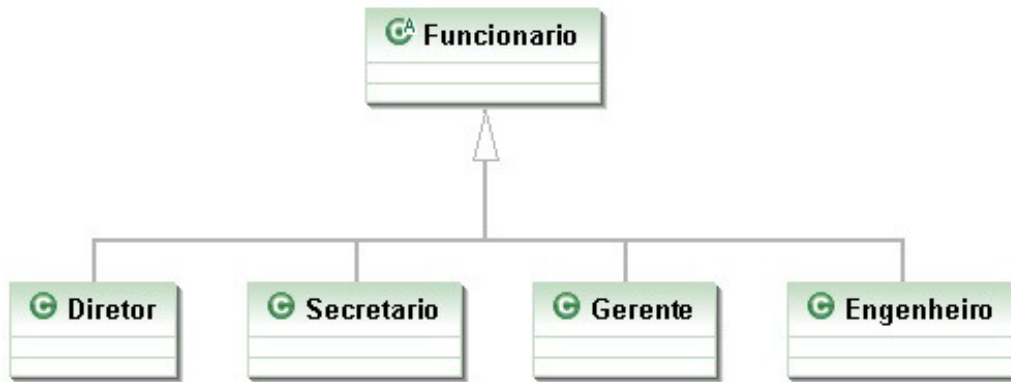 Funcionario
Diretor
Secretario
Gerente
Engenheiro